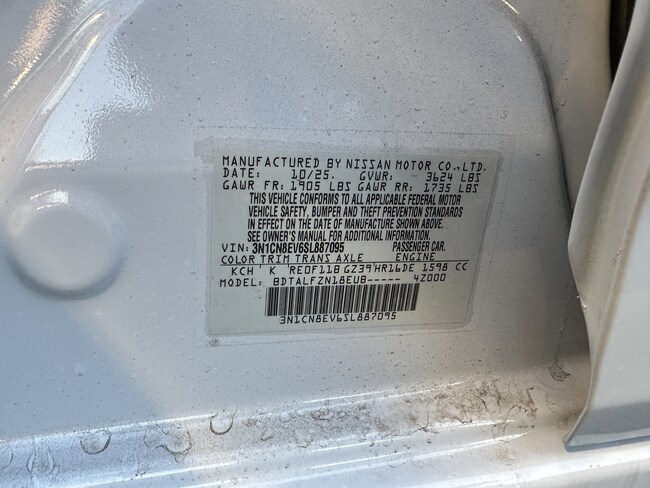 MANUFACTURED BY NISSAN MOTOR CO.,LTD.
DATE: 10/25. GVWR: 3624 LBS
GAWR FR: 1905 LBS GAWR RR: 1735 LBS
THIS VEHICLE CONFORMS TO ALL APPLICABLE FEDERAL MOTOR
VEHICLE SAFETY, BUMPER AND THEFT PREVENTION STANDARDS
IN EFFECT ON THE DATE OF MANUFACTURE SHOWN ABOVE.
SEE OWNER'S MANUAL FOR ADDITIONAL INFORMATION.
VIN: 3N1CN8EV6SL887095 PASSENGER CAR.
COLOR TRIM TRANS AXLE ENGINE
KCH ' K 'RE0F11B GZ39'HR16DE 1598 CC
MODEL: BDTALFZN18EUB----- 4Z000
3N1CN8EV6SL887095